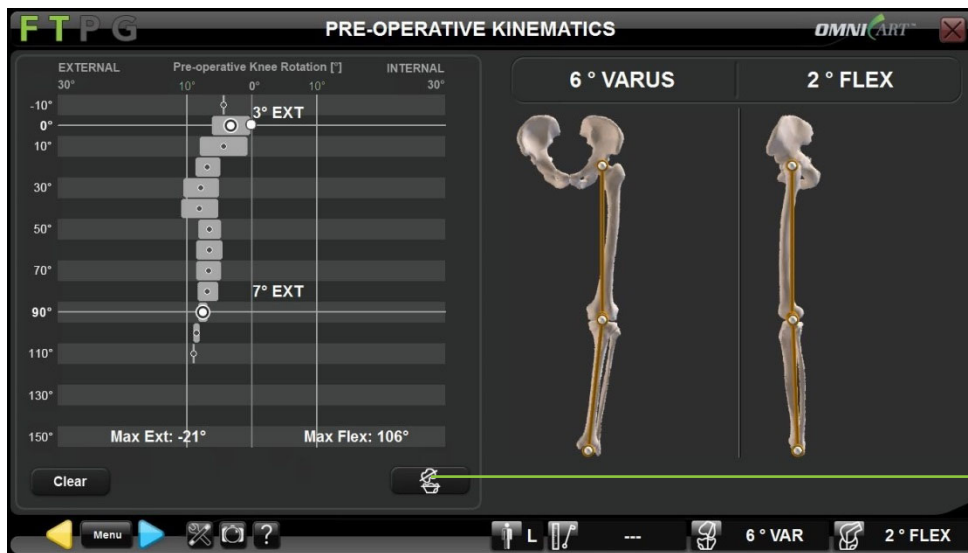 F T P G
PRE-OPERATIVE KINEMATICS
OMNI ART™
EXTERNAL Pre-operative Knee Rotation [°] INTERNAL
30° 10° 0° 10° 30°
-10°
3° EXT
0°
10°
30°
50°
70°
7° EXT
90°
110°
130°
150° Max Ext: -21° Max Flex: 106°
Clear
6 ° VARUS 2 ° FLEX
Menu ? L --- 6 ° VAR 2 ° FLEX